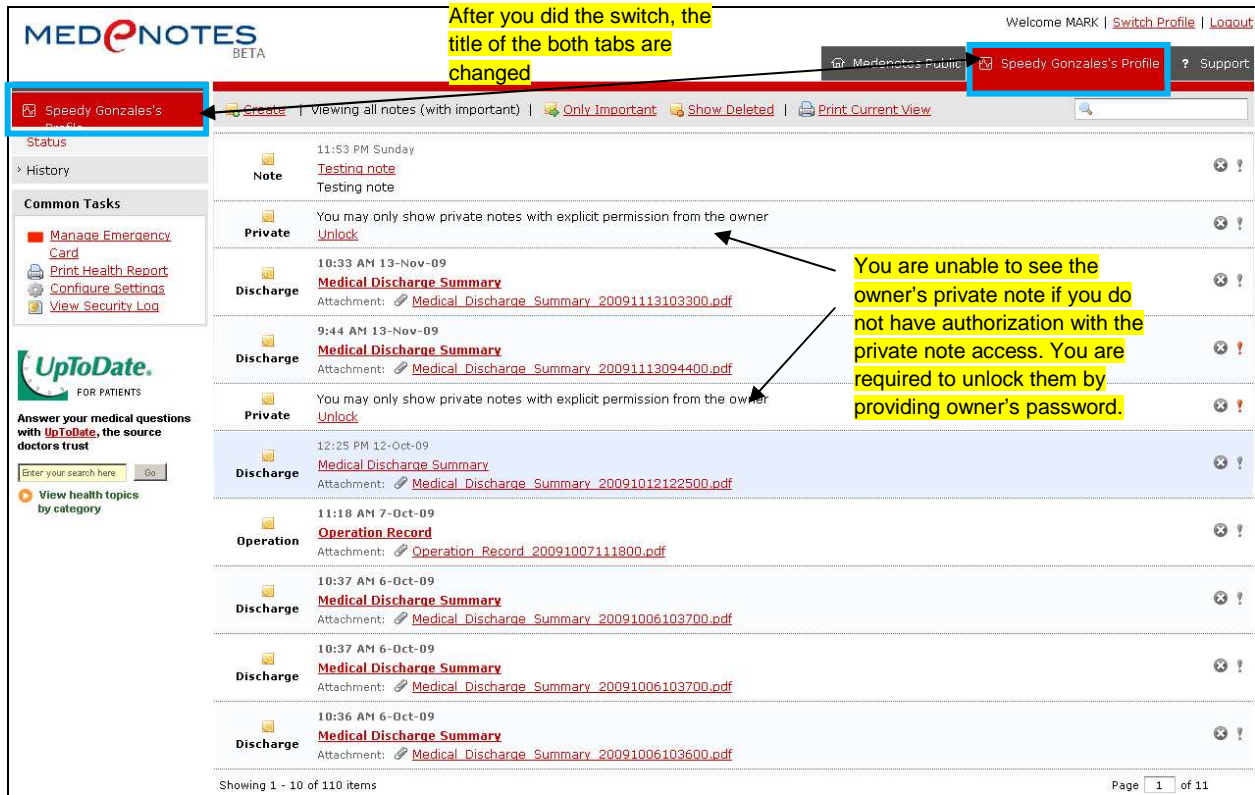 MEDeNOTES
BETA
After you did the switch, the
title of the both tabs are
changed
Welcome MARK | Switch Profile | Logout
Medenotes Public
Speedy Gonzales's Profile
? Support
Speedy Gonzales's
Profile
Status
> History
Common Tasks
Manage Emergency
Card
Print Health Report
Configure Settings
View Security Log
UpToDate.
FOR PATIENTS
Answer your medical questions
with UpToDate, the source
doctors trust
Enter your search here Go
View health topics
by category
Create | Viewing all notes (with important) | Only Important Show Deleted | Print Current View
11:53 PM Sunday
Note
Testing note
Testing note
You may only show private notes with explicit permission from the owner
Private
Unlock
10:33 AM 13-Nov-09
Discharge
Medical Discharge Summary
Attachment: Medical_Discharge_Summary_20091113103300.pdf
9:44 AM 13-Nov-09
Discharge
Medical Discharge Summary
Attachment: Medical_Discharge_Summary_20091113094400.pdf
You may only show private notes with explicit permission from the owner
Private
Unlock
You are unable to see the
owner's private note if you do
not have authorization with the
private note access. You are
required to unlock them by
providing owner's password.
12:25 PM 12-Oct-09
Discharge
Medical Discharge Summary
Attachment: Medical_Discharge_Summary_20091012122500.pdf
11:18 AM 7-Oct-09
Operation
Operation Record
Attachment: Operation_Record_20091007111800.pdf
10:37 AM 6-Oct-09
Discharge
Medical Discharge Summary
Attachment: Medical_Discharge_Summary_20091006103700.pdf
10:37 AM 6-Oct-09
Discharge
Medical Discharge Summary
Attachment: Medical_Discharge_Summary_20091006103700.pdf
10:36 AM 6-Oct-09
Discharge
Medical Discharge Summary
Attachment: Medical_Discharge_Summary_20091006103600.pdf
Showing 1 - 10 of 110 items
Page 1 of 11